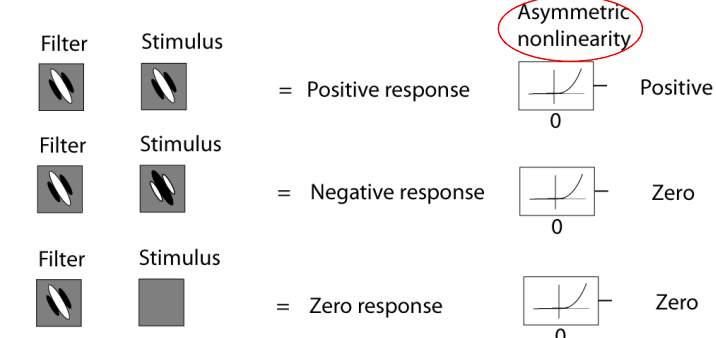 Asymmetric
nonlinearity
Filter Stimulus
= Positive response
0
Positive
Filter Stimulus
= Negative response
0
Zero
Filter Stimulus
= Zero response
0
Zero